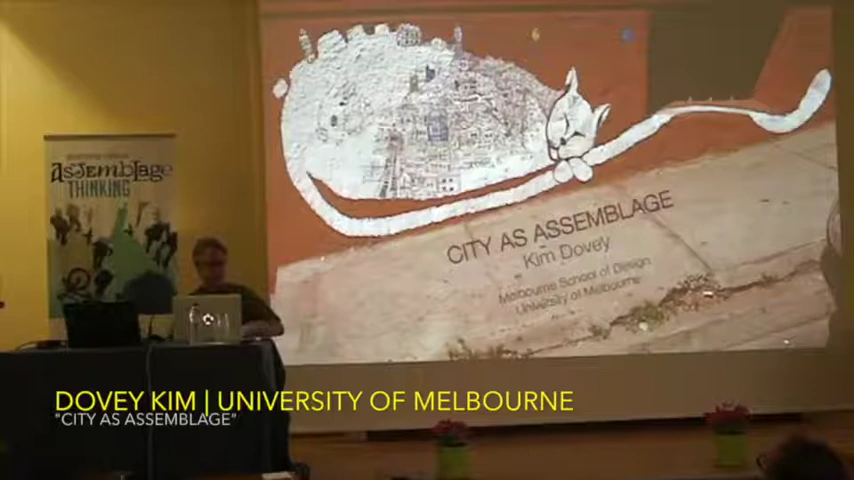 CITY AS ASSEMBLAGE
Kim Dovey
Melbourne School of Design
University of Melbourne
ASSEMBLAGE
THINKING
DOVEY KIM | UNIVERSITY OF MELBOURNE
"CITY AS ASSEMBLAGE"